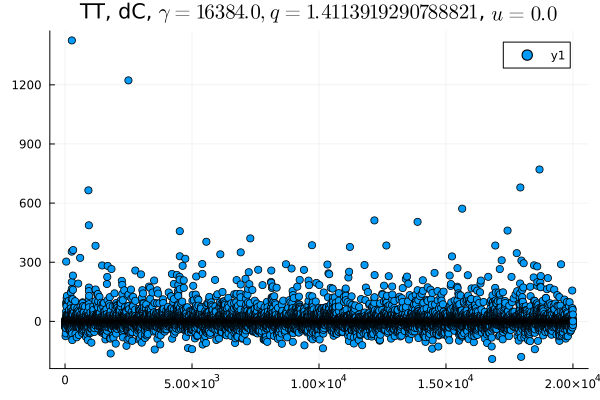 TT, dC, γ = 16384.0, q = 1.4113919290788821, u = 0.0
y1
1200
900
600
300
0
0 5.00×10³ 1.00×10⁴ 1.50×10⁴ 2.00×10⁴